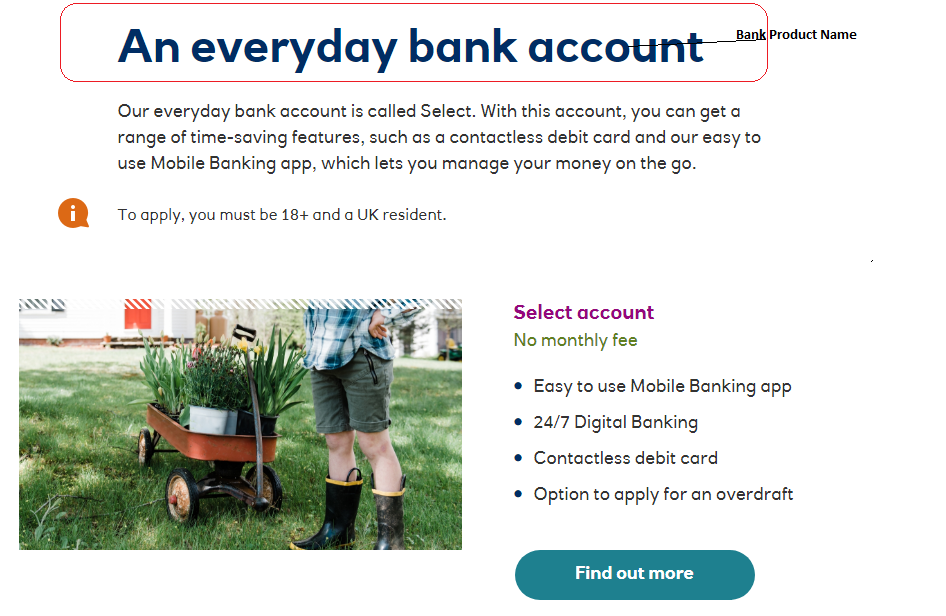 An everyday bank account
Bank Product Name
Our everyday bank account is called Select. With this account, you can get a
range of time-saving features, such as a contactless debit card and our easy to
use Mobile Banking app, which lets you manage your money on the go.
To apply, you must be 18+ and a UK resident.
Select account
No monthly fee
• Easy to use Mobile Banking app
• 24/7 Digital Banking
• Contactless debit card
• Option to apply for an overdraft
Find out more